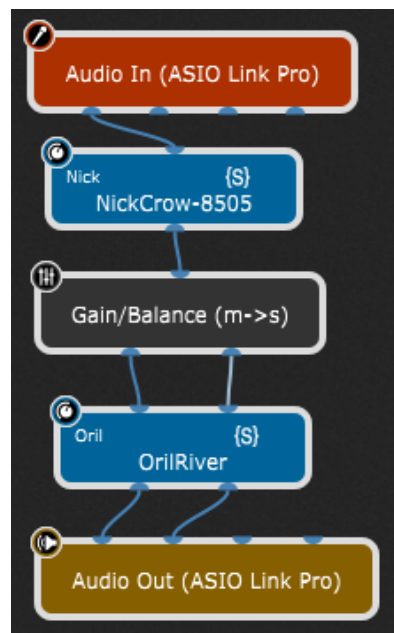 Audio In (ASIO Link Pro)
Nick {S}
NickCrow-8505
Gain/Balance (m->s)
Oril {S}
OrilRiver
Audio Out (ASIO Link Pro)